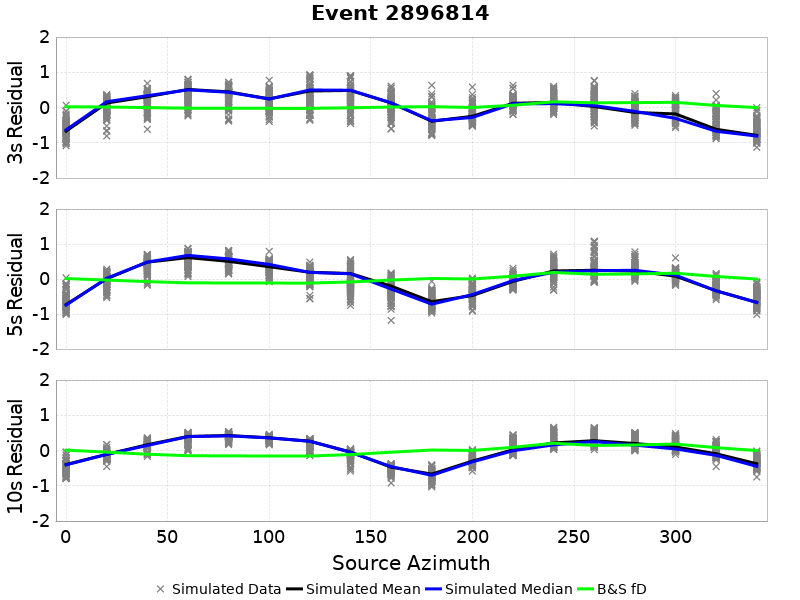 Event 2896814
3s Residual
2
1
0
-1
-2
5s Residual
2
1
0
-1
-2
10s Residual
2
1
0
-1
-2
0 50 100 150 200 250 300
Source Azimuth
Simulated Data Simulated Mean Simulated Median B&S fD